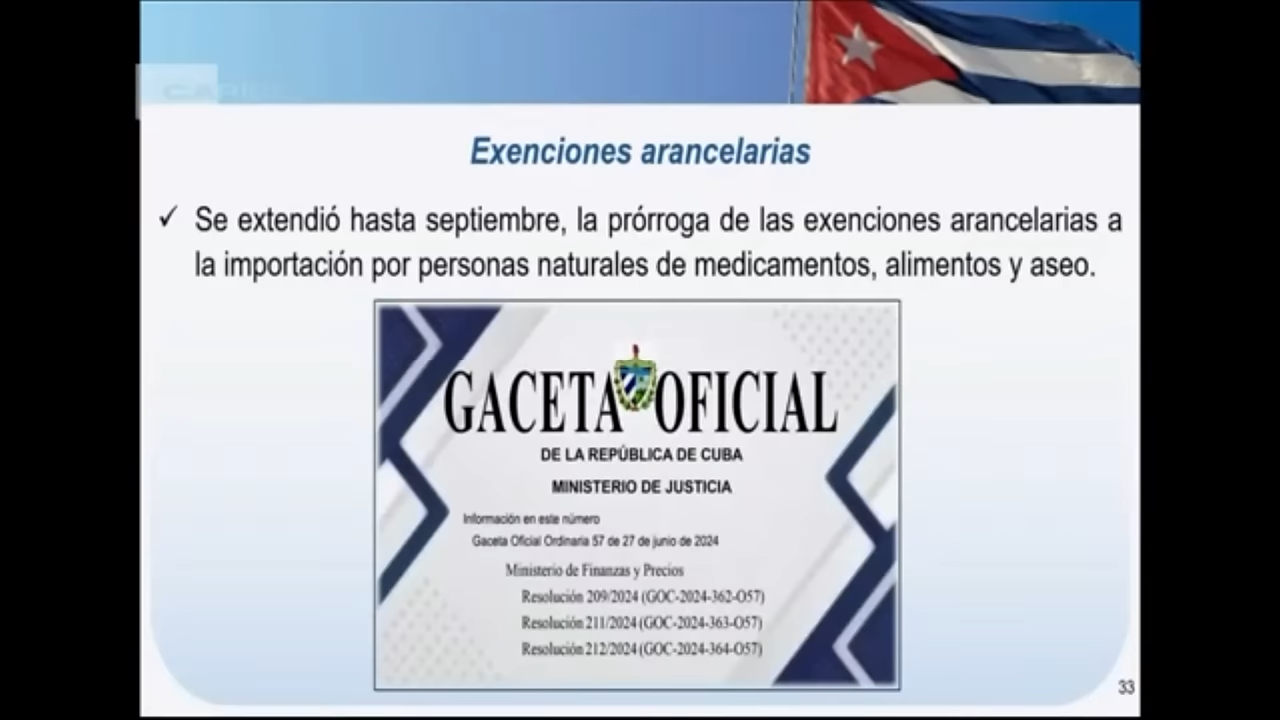 Exenciones arancelarias
✓ Se extendió hasta septiembre, la prórroga de las exenciones arancelarias a
la importación por personas naturales de medicamentos, alimentos y aseo.
GACETA OFICIAL
DE LA REPÚBLICA DE CUBA
MINISTERIO DE JUSTICIA
Información en este número
Gaceta Oficial Ordinaria 57 de 27 de junio de 2024
Ministerio de Finanzas y Precios
Resolución 209/2024 (GOC-2024-362-O57)
Resolución 211/2024 (GOC-2024-363-O57)
Resolución 212/2024 (GOC-2024-364-O57)
33